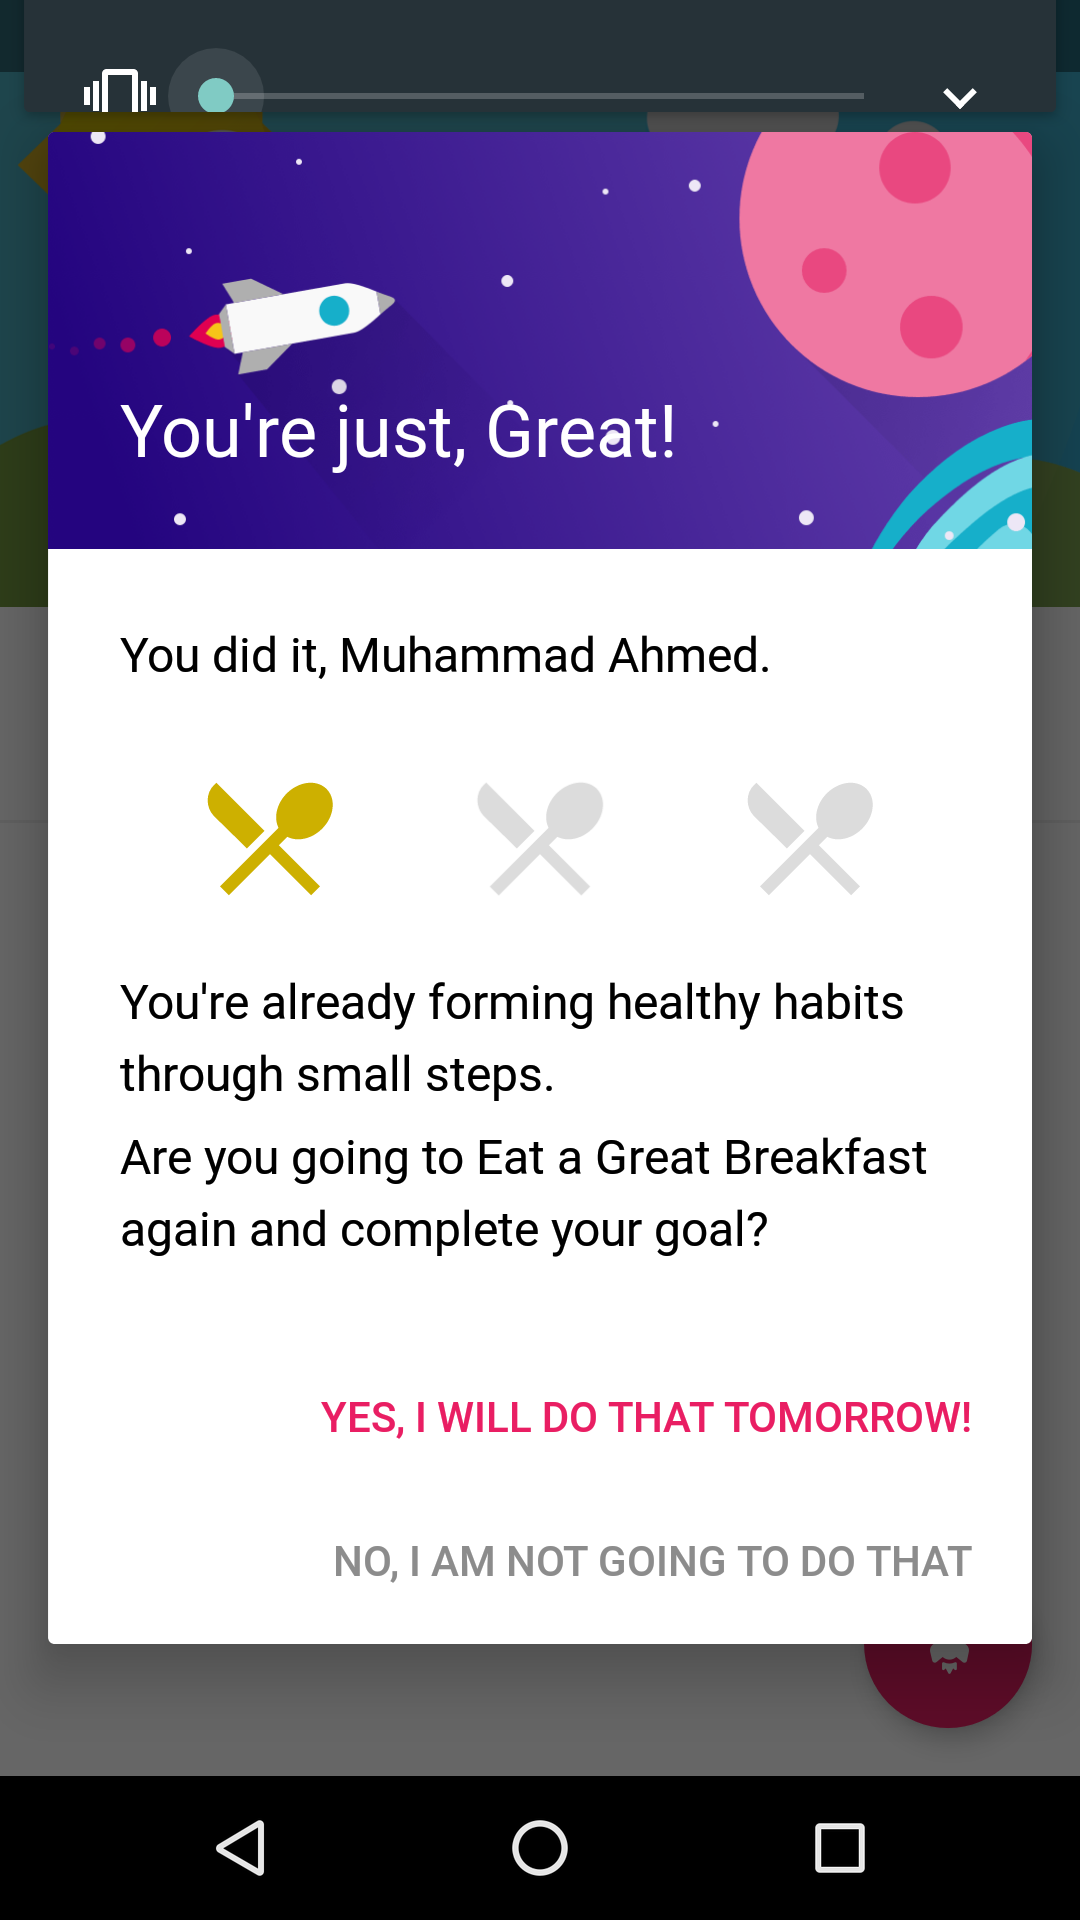 You're just, Great!
You did it, Muhammad Ahmed.
You're already forming healthy habits
through small steps.
Are you going to Eat a Great Breakfast
again and complete your goal?
YES, I WILL DO THAT TOMORROW!
NO, I AM NOT GOING TO DO THAT